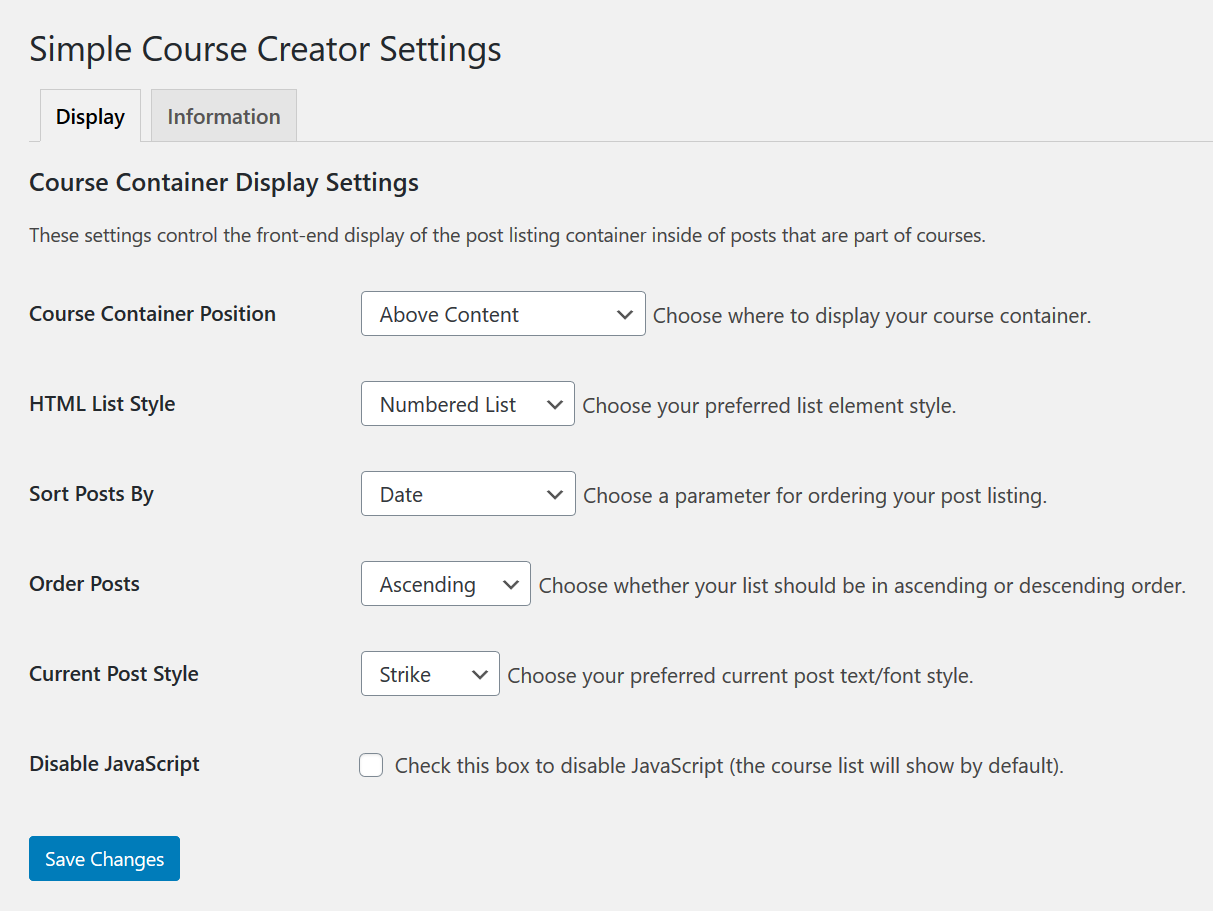 Simple Course Creator Settings
Display Information
Course Container Display Settings
These settings control the front-end display of the post listing container inside of posts that are part of courses.
Course Container Position Above Content Choose where to display your course container.
HTML List Style Numbered List Choose your preferred list element style.
Sort Posts By Date Choose a parameter for ordering your post listing.
Order Posts Ascending Choose whether your list should be in ascending or descending order.
Current Post Style Strike Choose your preferred current post text/font style.
Disable JavaScript Check this box to disable JavaScript (the course list will show by default).
Save Changes